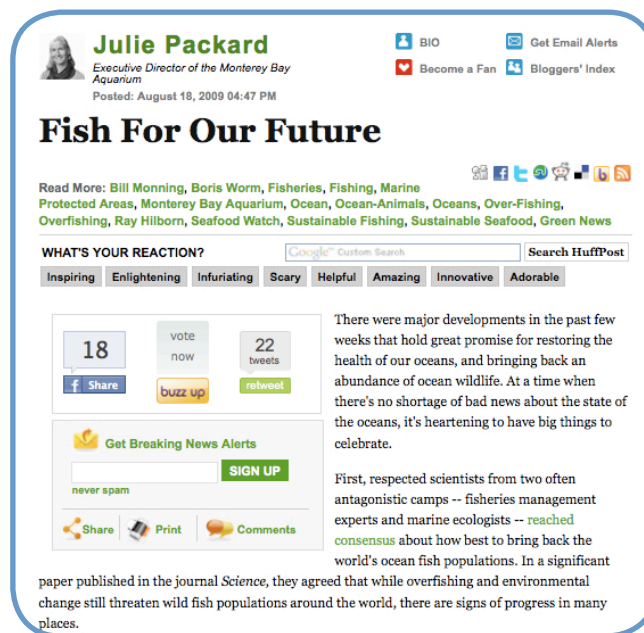 Julie Packard
Executive Director of the Monterey Bay
Aquarium
Posted: August 18, 2009 04:47 PM
BIO
Get Email Alerts
Become a Fan
Bloggers' Index
Fish For Our Future
Read More: Bill Monning, Boris Worm, Fisheries, Fishing, Marine
Protected Areas, Monterey Bay Aquarium, Ocean, Ocean-Animals, Oceans, Over-Fishing,
Overfishing, Ray Hilborn, Seafood Watch, Sustainable Fishing, Sustainable Seafood, Green News
WHAT'S YOUR REACTION?
Google™ Custom Search
Search HuffPost
Inspiring Enlightening Infuriating Scary Helpful Amazing Innovative Adorable
18
f Share
vote
now
buzz up
22
tweets
retweet
Get Breaking News Alerts
SIGN UP
never spam
Share Print Comments
There were major developments in the past few
weeks that hold great promise for restoring the
health of our oceans, and bringing back an
abundance of ocean wildlife. At a time when
there's no shortage of bad news about the state of
the oceans, it's heartening to have big things to
celebrate.
First, respected scientists from two often
antagonistic camps -- fisheries management
experts and marine ecologists -- reached
consensus about how best to bring back the
world's ocean fish populations. In a significant
paper published in the journal Science, they agreed that while overfishing and environmental
change still threaten wild fish populations around the world, there are signs of progress in many
places.